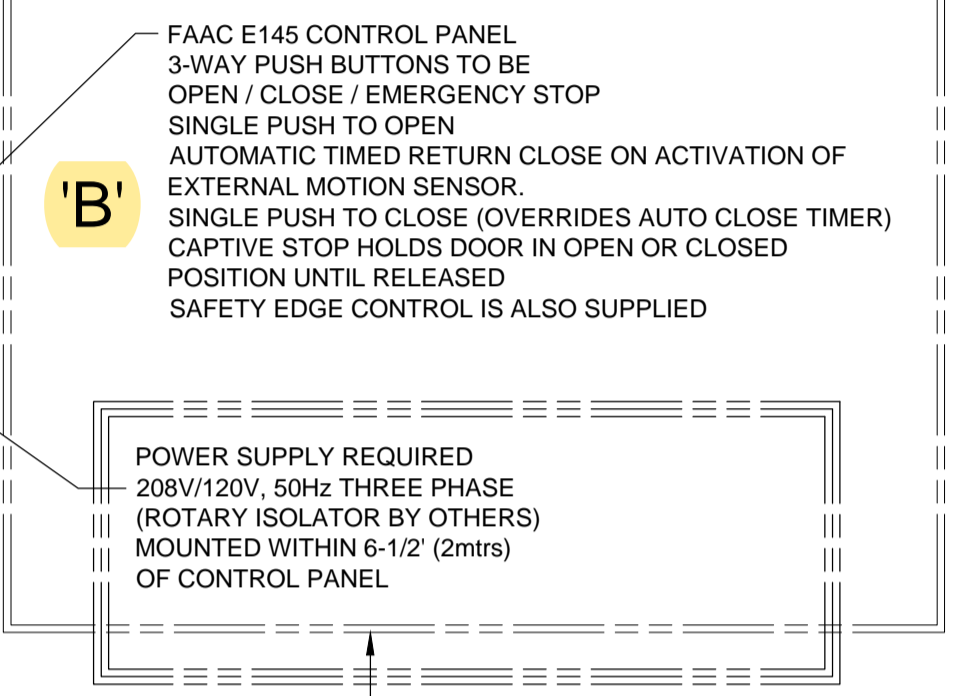 FAAC E145 CONTROL PANEL
3-WAY PUSH BUTTONS TO BE
OPEN / CLOSE / EMERGENCY STOP
SINGLE PUSH TO OPEN
AUTOMATIC TIMED RETURN CLOSE ON ACTIVATION OF
EXTERNAL MOTION SENSOR.
SINGLE PUSH TO CLOSE (OVERRIDES AUTO CLOSE TIMER)
CAPTIVE STOP HOLDS DOOR IN OPEN OR CLOSED
POSITION UNTIL RELEASED
SAFETY EDGE CONTROL IS ALSO SUPPLIED
'B'
POWER SUPPLY REQUIRED
208V/120V, 50Hz THREE PHASE
(ROTARY ISOLATOR BY OTHERS)
MOUNTED WITHIN 6-1/2' (2mtrs)
OF CONTROL PANEL